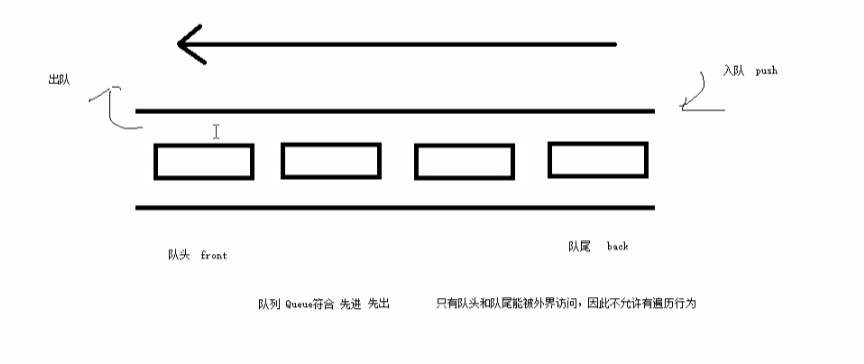 出队
入队 push
队头 front
队尾 back
队列 Queue符合 先进 先出
只有队头和队尾能被外界访问，因此不允许有遍历行为